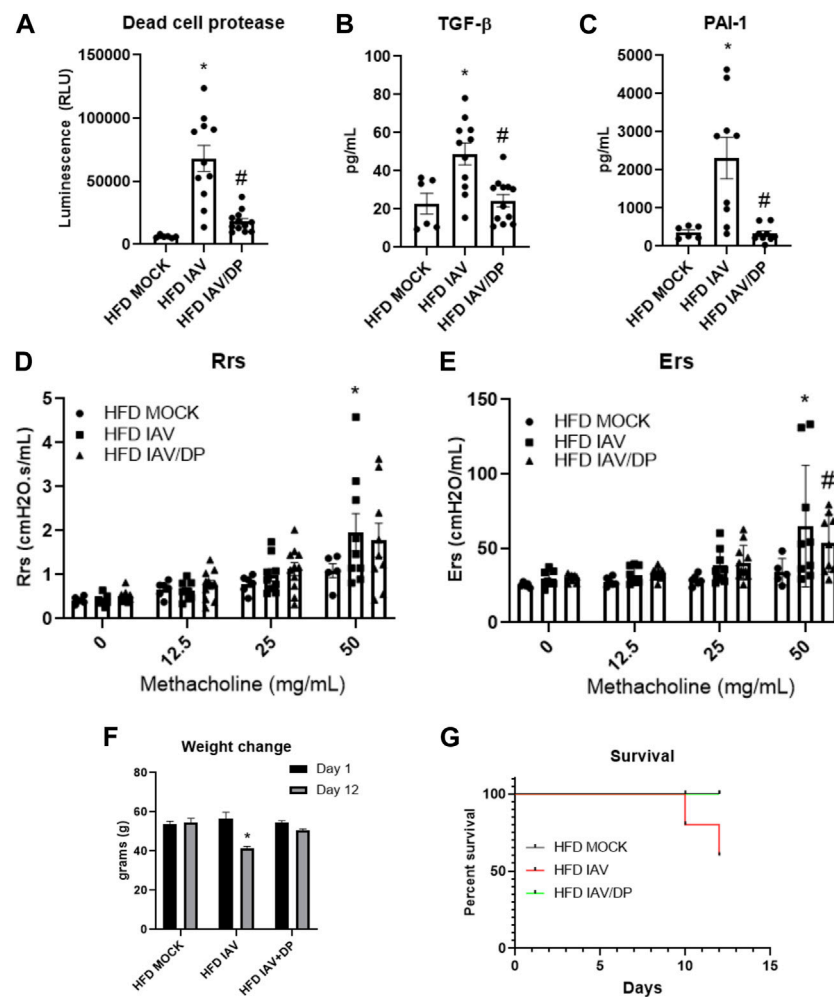 A
Dead cell protease
Luminescence (RLU)
150000
100000
50000
0
*
#
HFD MOCK
HFD IAV
HFD IAV/DP
B
TGF-β
pg/mL
100
80
60
40
20
0
*
#
HFD MOCK
HFD IAV
HFD IAV/DP
C
PAI-1
pg/mL
5000
4000
3000
2000
1000
0
*
#
HFD MOCK
HFD IAV
HFD IAV/DP
D
Rrs
Rrs (cmH2O.s/mL)
5
4
3
2
1
0
HFD MOCK
HFD IAV
HFD IAV/DP
*
0
12.5
25
50
Methacholine (mg/mL)
E
Ers
Ers (cmH2O/mL)
150
100
50
0
HFD MOCK
HFD IAV
HFD IAV/DP
*
#
0
12.5
25
50
Methacholine (mg/mL)
F
Weight change
grams (g)
80
60
40
20
0
Day 1
Day 12
*
HFD MOCK
HFD IAV
HFD IAV+DP
G
Survival
Percent survival
100
50
0
HFD MOCK
HFD IAV
HFD IAV/DP
0
5
10
15
Days